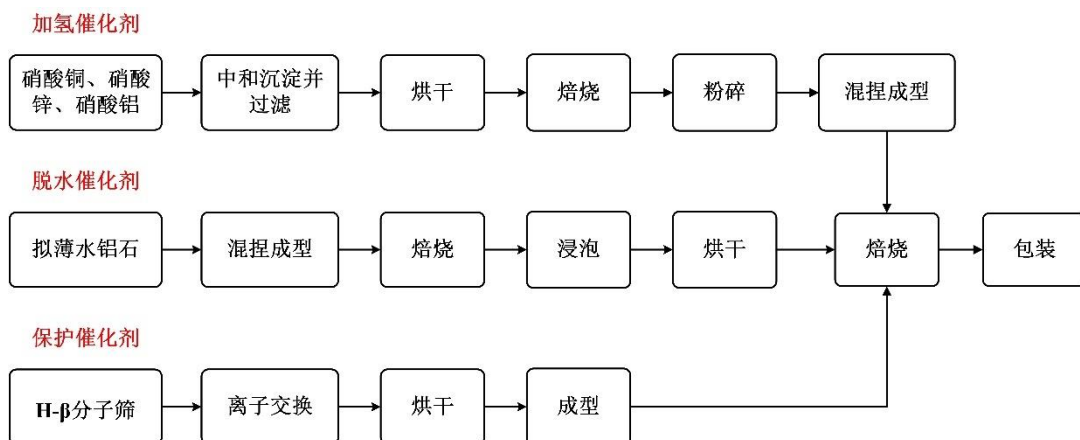 加氢催化剂
硝酸铜、硝酸
锌、硝酸铝
中和沉淀并
过滤
烘干
焙烧
粉碎
混捏成型
脱水催化剂
拟薄水铝石
混捏成型
焙烧
浸泡
烘干
焙烧
包装
保护催化剂
H-β分子筛
离子交换
烘干
成型